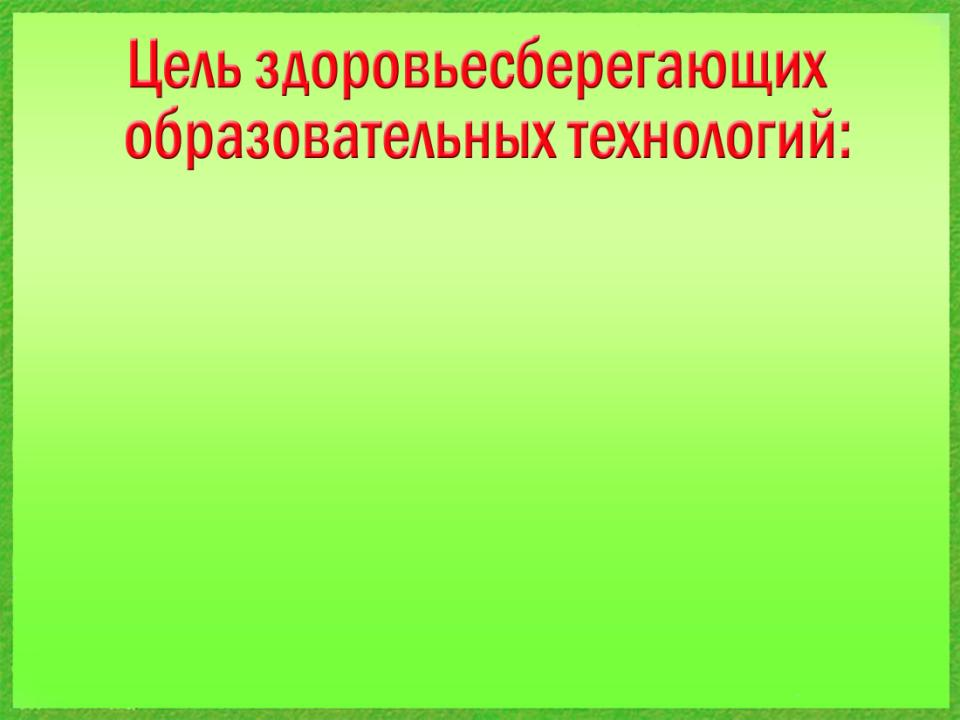 Цель здоровьесберегающих
образовательных технологий: